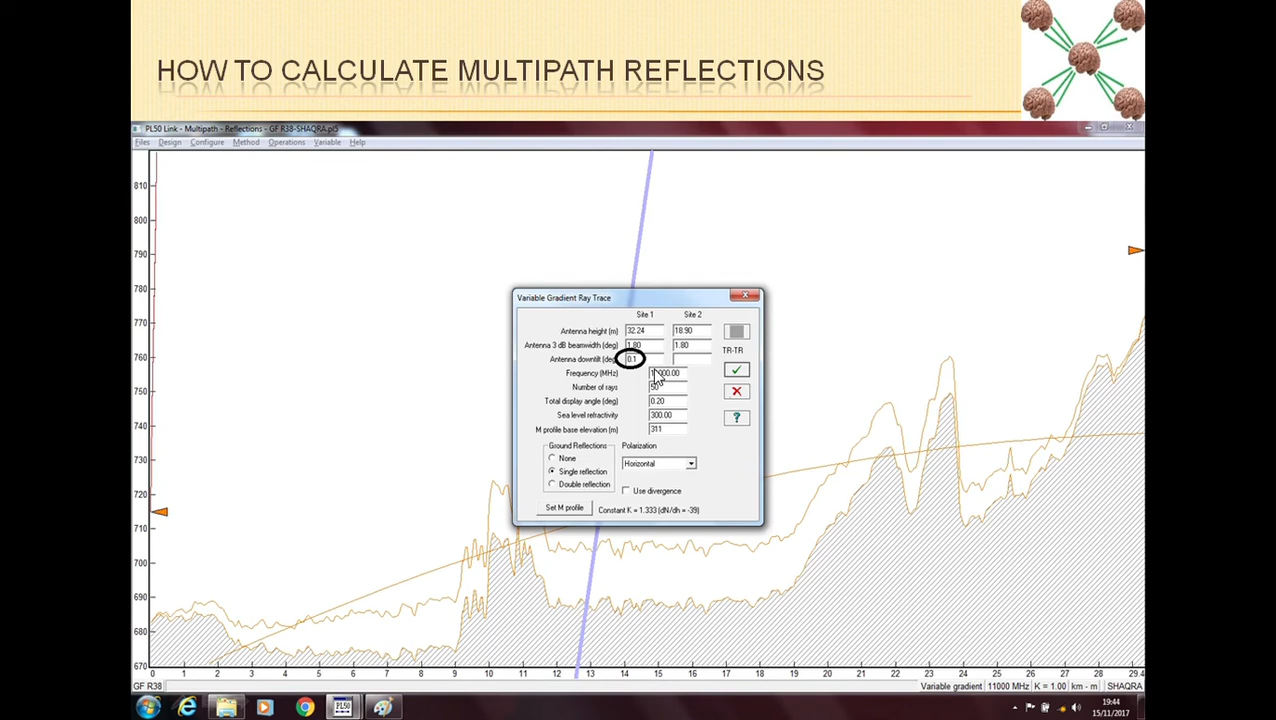 HOW TO CALCULATE MULTIPATH REFLECTIONS
PL50 Link - Multipath - Reflections - GF R38-SHAQRA.pl5
Files Design Configure Method Operations Variable Help
810
800
790
780
770
760
750
740
730
720
710
700
690
680
670
Variable Gradient Ray Trace
Site 1 Site 2
Antenna height (m) 32.24 18.90
Antenna 3 dB beamwidth (deg) 1.80 1.80
Antenna downtilt (deg 0.1
TR-TR
Frequency (MHz)
Number of rays 50
Total display angle (deg) 0.20
Sea level refractivity 300.00
M profile base elevation (m) 311
Ground Reflections Polarization
None
Horizontal
Single reflection
Double reflection
Use divergence
Set M profile Constant K = 1.333 (dN/dh = -39)
0 1 2 3 4 5 6 7 8 9 10 11 12 13 14 15 16 17 18 19 20 21 22 23 24 25 26 27 28 29.4
GF R38 Variable gradient 11000 MHz K = 1.00 km - m SHAQRA
PL50
19:44
15/11/2017